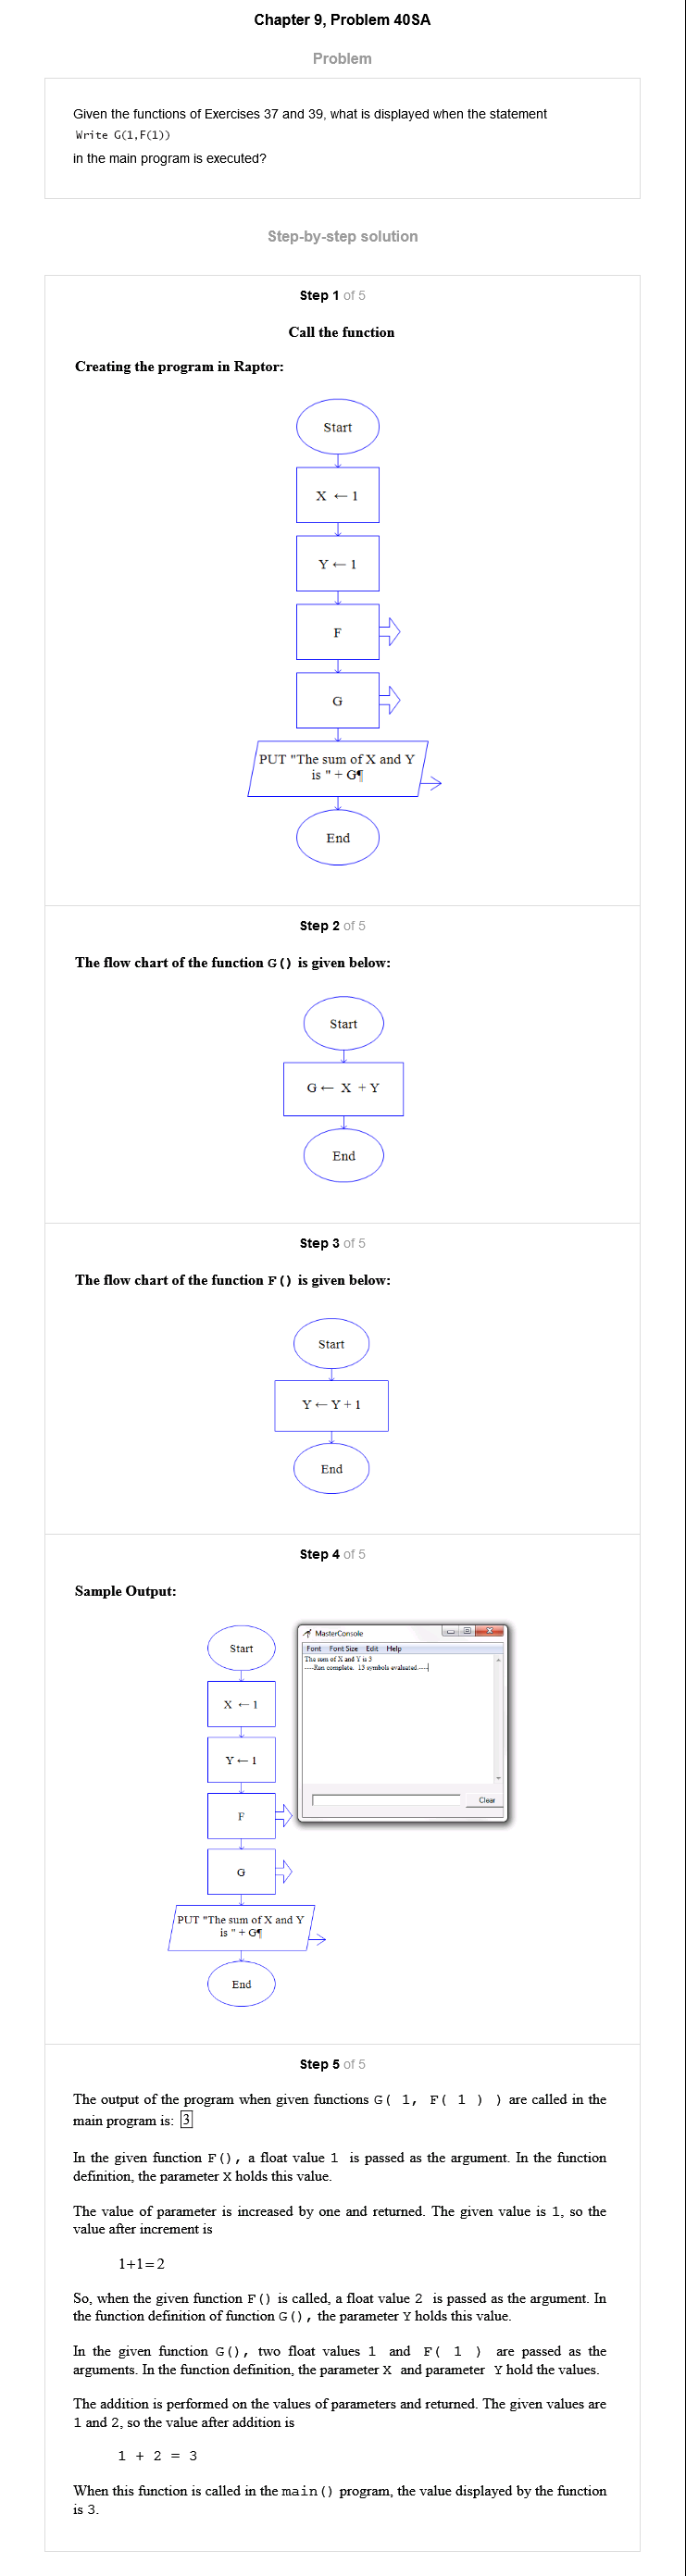 Chapter 9, Problem 40SA
Problem
Given the functions of Exercises 37 and 39, what is displayed when the statement
Write G(1,F(1))
in the main program is executed?
Step-by-step solution
Step 1 of 5
Call the function
Creating the program in Raptor:
Start
X ← 1
Y ← 1
F
G
PUT "The sum of X and Y
is " + G¶
End
Step 2 of 5
The flow chart of the function G() is given below:
Start
G ← X + Y
End
Step 3 of 5
The flow chart of the function F() is given below:
Start
Y ← Y + 1
End
Step 4 of 5
Sample Output:
Start
X ← 1
Y ← 1
F
G
PUT "The sum of X and Y
is " + G¶
End
MasterConsole
Font Font Size Edit Help
The sum of X and Y is 3
----Run complete. 13 symbols evaluated.----
Clear
Step 5 of 5
The output of the program when given functions G( 1, F( 1 ) ) are called in the
main program is: 3
In the given function F(), a float value 1 is passed as the argument. In the function
definition, the parameter X holds this value.
The value of parameter is increased by one and returned. The given value is 1, so the
value after increment is
1+1=2
So, when the given function F() is called, a float value 2 is passed as the argument. In
the function definition of function G(), the parameter Y holds this value.
In the given function G(), two float values 1 and F( 1 ) are passed as the
arguments. In the function definition, the parameter X and parameter Y hold the values.
The addition is performed on the values of parameters and returned. The given values are
1 and 2, so the value after addition is
1 + 2 = 3
When this function is called in the main() program, the value displayed by the function
is 3.